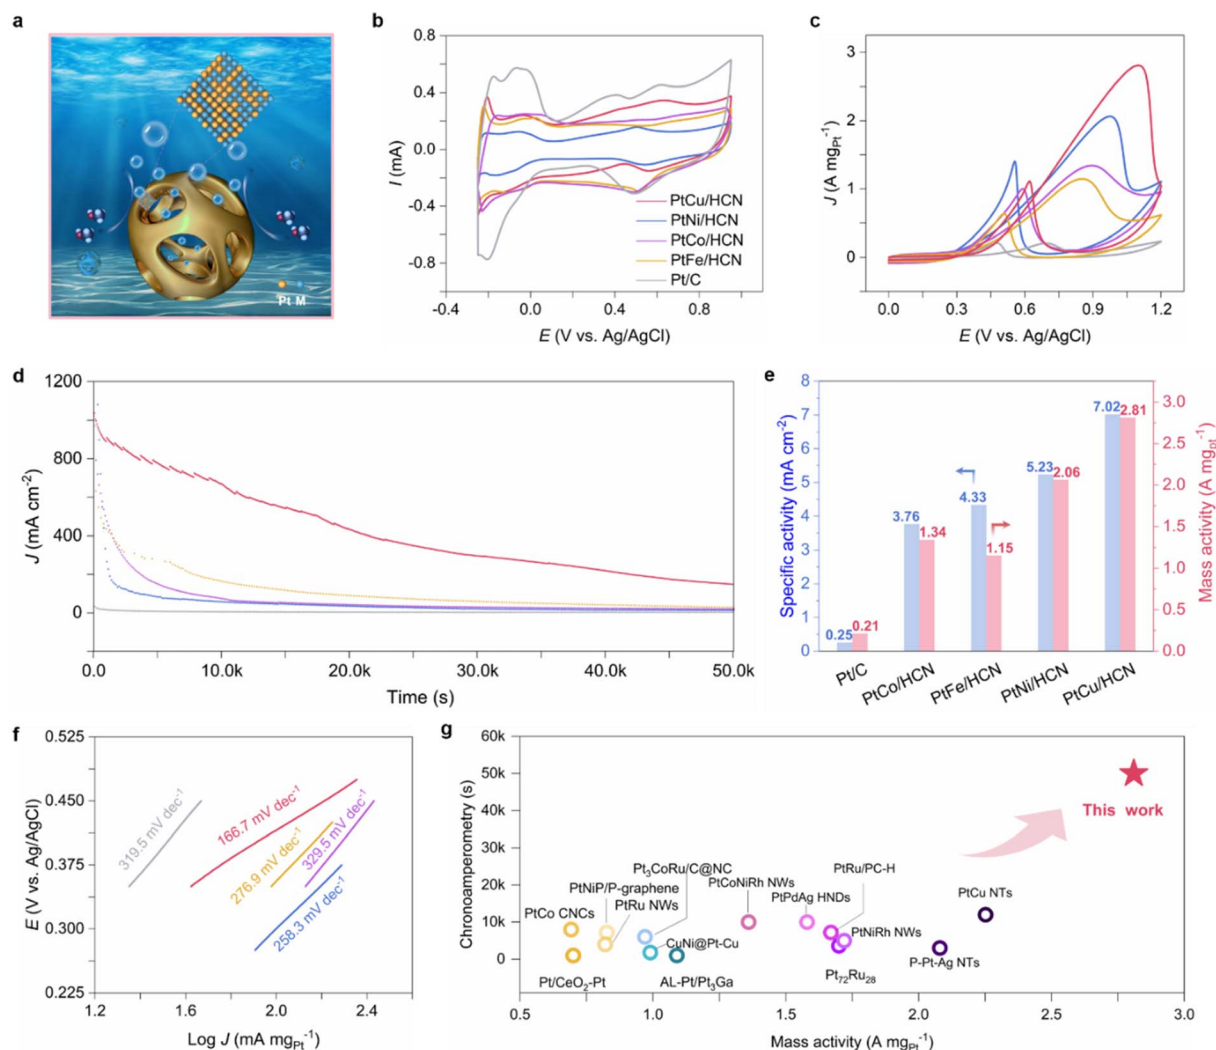 a
Pt M
b
0.8
0.4
0.0
-0.4
-0.8
I (mA)
-0.4 0.0 0.4 0.8
E (V vs. Ag/AgCl)
PtCu/HCN
PtNi/HCN
PtCo/HCN
PtFe/HCN
Pt/C
c
3
2
1
0
J (A mgPt⁻¹)
0.0 0.3 0.6 0.9 1.2
E (V vs. Ag/AgCl)
d
1200
800
400
0
J (mA cm⁻²)
0.0k 10.0k 20.0k 30.0k 40.0k 50.0k
Time (s)
e
8
7
6
5
4
3
2
1
0
Specific activity (mA cm⁻²)
0.25 0.21
3.76 1.34
4.33 1.15
5.23 2.06
7.02 2.81
3.0
2.5
2.0
1.5
1.0
0.5
0.0
Mass activity (A mgPt⁻¹)
Pt/C PtCo/HCN PtFe/HCN PtNi/HCN PtCu/HCN
f
0.525
0.450
0.375
0.300
0.225
E (V vs. Ag/AgCl)
319.5 mV dec⁻¹
166.7 mV dec⁻¹
276.9 mV dec⁻¹
329.5 mV dec⁻¹
258.3 mV dec⁻¹
1.2 1.6 2.0 2.4
Log J (mA mgPt⁻¹)
g
60k
50k
40k
30k
20k
10k
0
Chronoamperometry (s)
This work
Pt₃CoRu/C@NC
PtRu/PC-H
PtNiP/P-graphene
PtCoNiRh NWs
PtCu NTs
PtPdAg HNDs
PtCo CNCs
PtRu NWs
PtNiRh NWs
CuNi@Pt-Cu
P-Pt-Ag NTs
Pt/CeO₂-Pt
AL-Pt/Pt₃Ga
Pt₇₂Ru₂₈
0.5 1.0 1.5 2.0 2.5 3.0
Mass activity (A mgPt⁻¹)